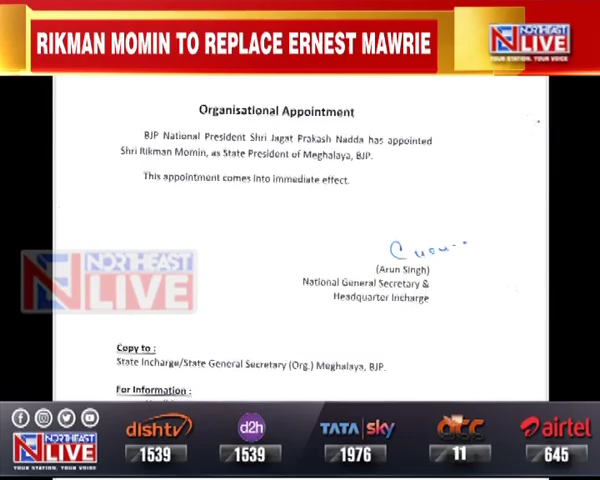 RIKMAN MOMIN TO REPLACE ERNEST MAWRIE
NORTHEAST
LIVE
YOUR STATION, YOUR VOICE
Organisational Appointment
BJP National President Shri Jagat Prakash Nadda has appointed
Shri Rikman Momin, as State President of Meghalaya, BJP.
This appointment comes into immediate effect.
(Arun Singh)
National General Secretary &
Headquarter Incharge
NORTHEAST
LIVE
Copy to :
State Incharge/State General Secretary (Org.) Meghalaya, BJP.
For Information :
NORTHEAST
LIVE
YOUR STATION, YOUR VOICE
dishtv d2h TATA sky airtel
1539 1539 1976 11 645